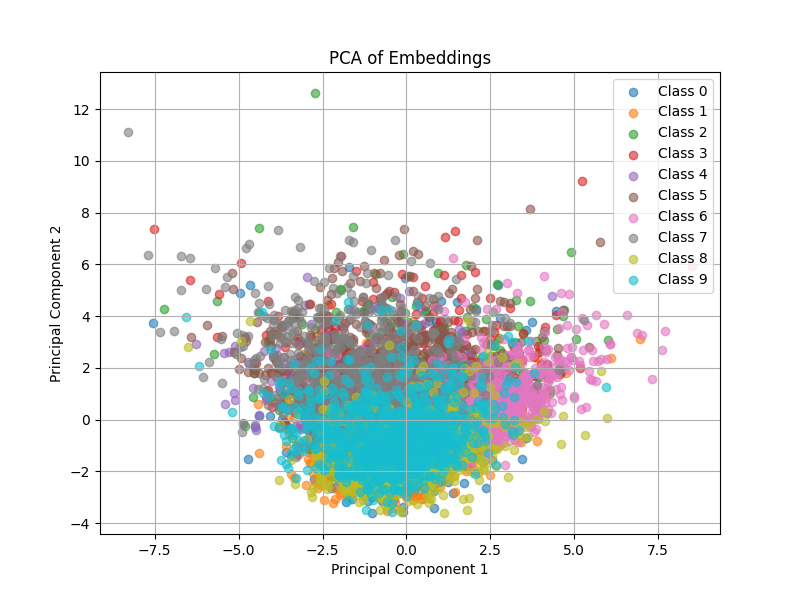 PCA of Embeddings
Class 0
Class 1
Class 2
Class 3
Class 4
Class 5
Class 6
Class 7
Class 8
Class 9
12
10
8
6
4
2
0
−2
−4
Principal Component 2
−7.5 −5.0 −2.5 0.0 2.5 5.0 7.5
Principal Component 1